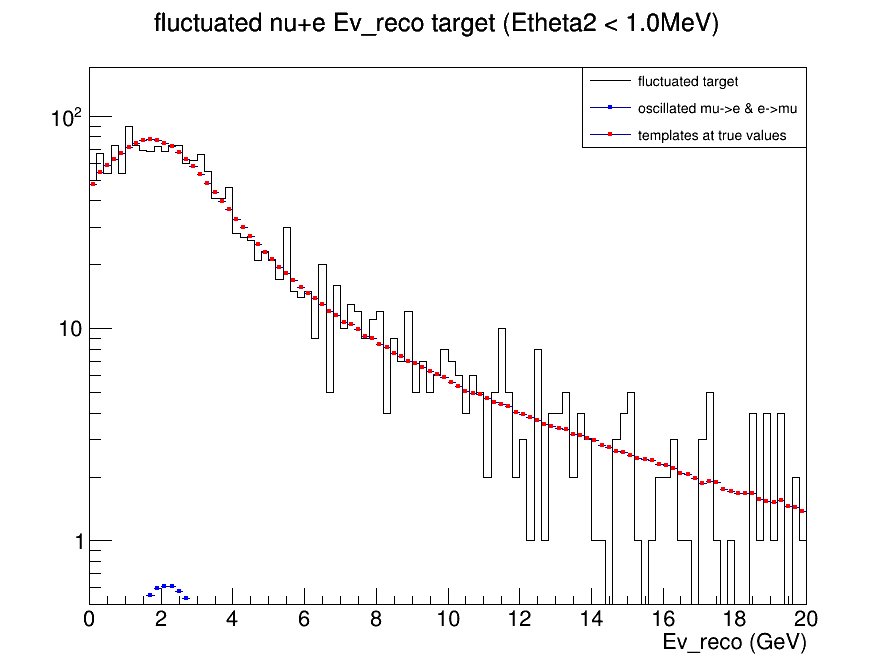 fluctuated nu+e Ev_reco target (Etheta2 < 1.0MeV)
fluctuated target
oscillated mu->e & e->mu
templates at true values
10²
10
1
0 2 4 6 8 10 12 14 16 18 20
Ev_reco (GeV)